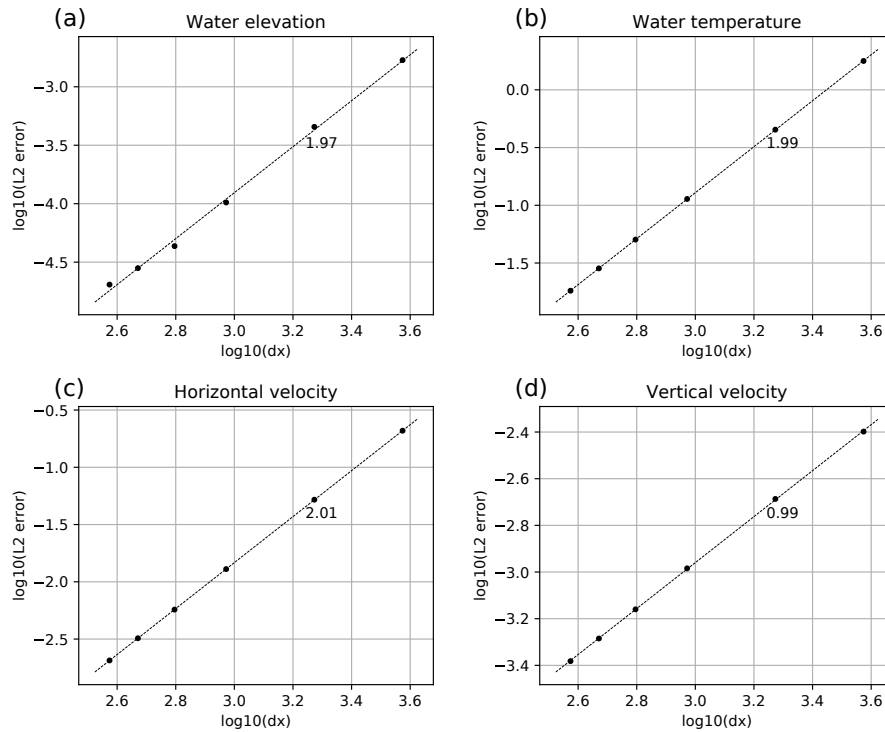 (a)
Water elevation
log10(L2 error)
−3.0
−3.5
−4.0
−4.5
1.97
2.6 2.8 3.0 3.2 3.4 3.6
log10(dx)
(b)
Water temperature
log10(L2 error)
0.0
−0.5
−1.0
−1.5
1.99
2.6 2.8 3.0 3.2 3.4 3.6
log10(dx)
(c)
Horizontal velocity
log10(L2 error)
−0.5
−1.0
−1.5
−2.0
−2.5
2.01
2.6 2.8 3.0 3.2 3.4 3.6
log10(dx)
(d)
Vertical velocity
log10(L2 error)
−2.4
−2.6
−2.8
−3.0
−3.2
−3.4
0.99
2.6 2.8 3.0 3.2 3.4 3.6
log10(dx)